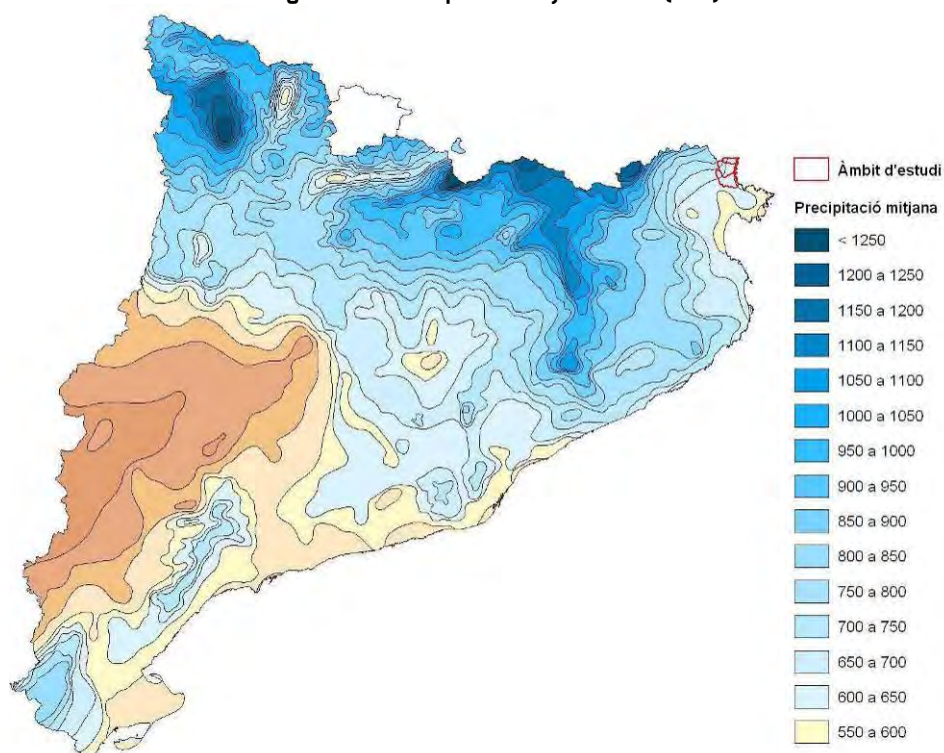 Àmbit d'estudi
Precipitació mitjana
< 1250
1200 a 1250
1150 a 1200
1100 a 1150
1050 a 1100
1000 a 1050
950 a 1000
900 a 950
850 a 900
800 a 850
750 a 800
700 a 750
650 a 700
600 a 650
550 a 600